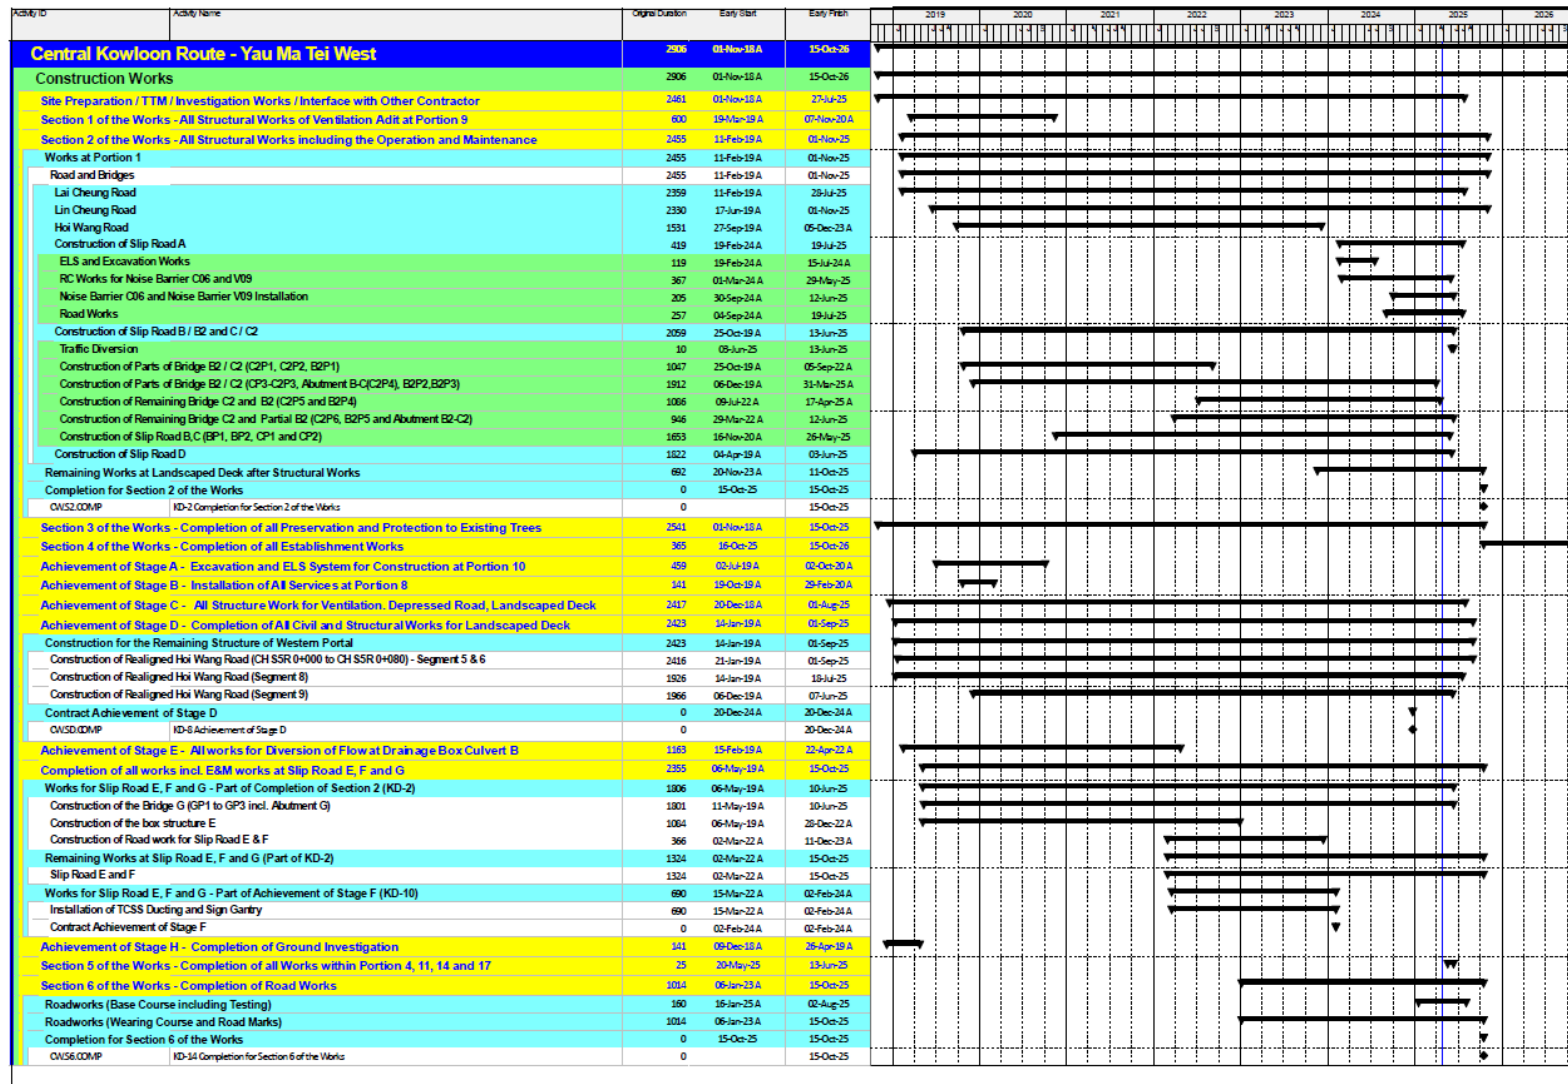 Activity ID Activity Name Original Duration Early Start Early Finish 2019 2020 2021 2022 2023 2024 2025 2026
Central Kowloon Route - Yau Ma Tei West 2906 01-Nov-18 A 15-Oct-26
Construction Works 2906 01-Nov-18 A 15-Oct-26
Site Preparation / TTM / Investigation Works / Interface with Other Contractor 2461 01-Nov-18 A 27-Jul-25
Section 1 of the Works - All Structural Works of Ventilation Adit at Portion 9 600 19-Mar-19 A 07-Nov-20 A
Section 2 of the Works - All Structural Works including the Operation and Maintenance 2455 11-Feb-19 A 01-Nov-25
Works at Portion 1 2455 11-Feb-19 A 01-Nov-25
Road and Bridges 2455 11-Feb-19 A 01-Nov-25
Lai Cheung Road 2359 11-Feb-19 A 28-Jul-25
Lin Cheung Road 2330 17-Jun-19 A 01-Nov-25
Hoi Wang Road 1531 27-Sep-19 A 05-Dec-23 A
Construction of Slip Road A 419 19-Feb-24 A 19-Jul-25
ELS and Excavation Works 119 19-Feb-24 A 15-Jul-24 A
RC Works for Noise Barrier C06 and V09 367 01-Mar-24 A 29-May-25
Noise Barrier C06 and Noise Barrier V09 Installation 205 30-Sep-24 A 12-Jun-25
Road Works 257 04-Sep-24 A 19-Jul-25
Construction of Slip Road B / B2 and C / C2 2059 25-Oct-19 A 13-Jun-25
Traffic Diversion 10 03-Jun-25 13-Jun-25
Construction of Parts of Bridge B2 / C2 (C2P1, C2P2, B2P1) 1047 25-Oct-19 A 05-Sep-22 A
Construction of Parts of Bridge B2 / C2 (CP3-C2P3, Abutment B-C(C2P4), B2P2,B2P3) 1912 06-Dec-19 A 31-Mar-25 A
Construction of Remaining Bridge C2 and B2 (C2P5 and B2P4) 1086 09-Jul-22 A 17-Apr-25 A
Construction of Remaining Bridge C2 and Partial B2 (C2P6, B2P5 and Abutment B2-C2) 946 29-Mar-22 A 12-Jun-25
Construction of Slip Road B,C (BP1, BP2, CP1 and CP2) 1653 16-Nov-20 A 26-May-25
Construction of Slip Road D 1822 04-Apr-19 A 03-Jun-25
Remaining Works at Landscaped Deck after Structural Works 692 20-Nov-23 A 11-Oct-25
Completion for Section 2 of the Works 0 15-Oct-25 15-Oct-25
CW.S2.COMP KD-2 Completion for Section 2 of the Works 0 15-Oct-25
Section 3 of the Works - Completion of all Preservation and Protection to Existing Trees 2541 01-Nov-18 A 15-Oct-25
Section 4 of the Works - Completion of all Establishment Works 365 16-Oct-25 15-Oct-26
Achievement of Stage A - Excavation and ELS System for Construction at Portion 10 459 02-Jul-19 A 02-Oct-20 A
Achievement of Stage B - Installation of All Services at Portion 8 141 19-Oct-19 A 29-Feb-20 A
Achievement of Stage C - All Structure Work for Ventilation. Depressed Road, Landscaped Deck 2417 20-Dec-18 A 01-Aug-25
Achievement of Stage D - Completion of All Civil and Structural Works for Landscaped Deck 2423 14-Jan-19 A 01-Sep-25
Construction for the Remaining Structure of Western Portal 2423 14-Jan-19 A 01-Sep-25
Construction of Realigned Hoi Wang Road (CH S5R 0+000 to CH S5R 0+080) - Segment 5 & 6 2416 21-Jan-19 A 01-Sep-25
Construction of Realigned Hoi Wang Road (Segment 8) 1926 14-Jan-19 A 18-Jul-25
Construction of Realigned Hoi Wang Road (Segment 9) 1966 06-Dec-19 A 07-Jun-25
Contract Achievement of Stage D 0 20-Dec-24 A 20-Dec-24 A
CW.SD.COMP KD-8 Achievement of Stage D 0 20-Dec-24 A
Achievement of Stage E - All works for Diversion of Flow at Drainage Box Culvert B 1163 15-Feb-19 A 22-Apr-22 A
Completion of all works incl. E&M works at Slip Road E, F and G 2355 06-May-19 A 15-Oct-25
Works for Slip Road E, F and G - Part of Completion of Section 2 (KD-2) 1806 06-May-19 A 10-Jun-25
Construction of the Bridge G (GP1 to GP3 incl. Abutment G) 1801 11-May-19 A 10-Jun-25
Construction of the box structure E 1084 06-May-19 A 28-Dec-22 A
Construction of Road work for Slip Road E & F 366 02-Mar-22 A 11-Dec-23 A
Remaining Works at Slip Road E, F and G (Part of KD-2) 1324 02-Mar-22 A 15-Oct-25
Slip Road E and F 1324 02-Mar-22 A 15-Oct-25
Works for Slip Road E, F and G - Part of Achievement of Stage F (KD-10) 690 15-Mar-22 A 02-Feb-24 A
Installation of TCSS Ducting and Sign Gantry 690 15-Mar-22 A 02-Feb-24 A
Contract Achievement of Stage F 0 02-Feb-24 A 02-Feb-24 A
Achievement of Stage H - Completion of Ground Investigation 141 09-Dec-18 A 26-Apr-19 A
Section 5 of the Works - Completion of all Works within Portion 4, 11, 14 and 17 25 20-May-25 13-Jun-25
Section 6 of the Works - Completion of Road Works 1014 06-Jan-23 A 15-Oct-25
Roadworks (Base Course including Testing) 160 16-Jan-25 A 02-Aug-25
Roadworks (Wearing Course and Road Marks) 1014 06-Jan-23 A 15-Oct-25
Completion for Section 6 of the Works 0 15-Oct-25 15-Oct-25
CW.S6.COMP KD-14 Completion for Section 6 of the Works 0 15-Oct-25